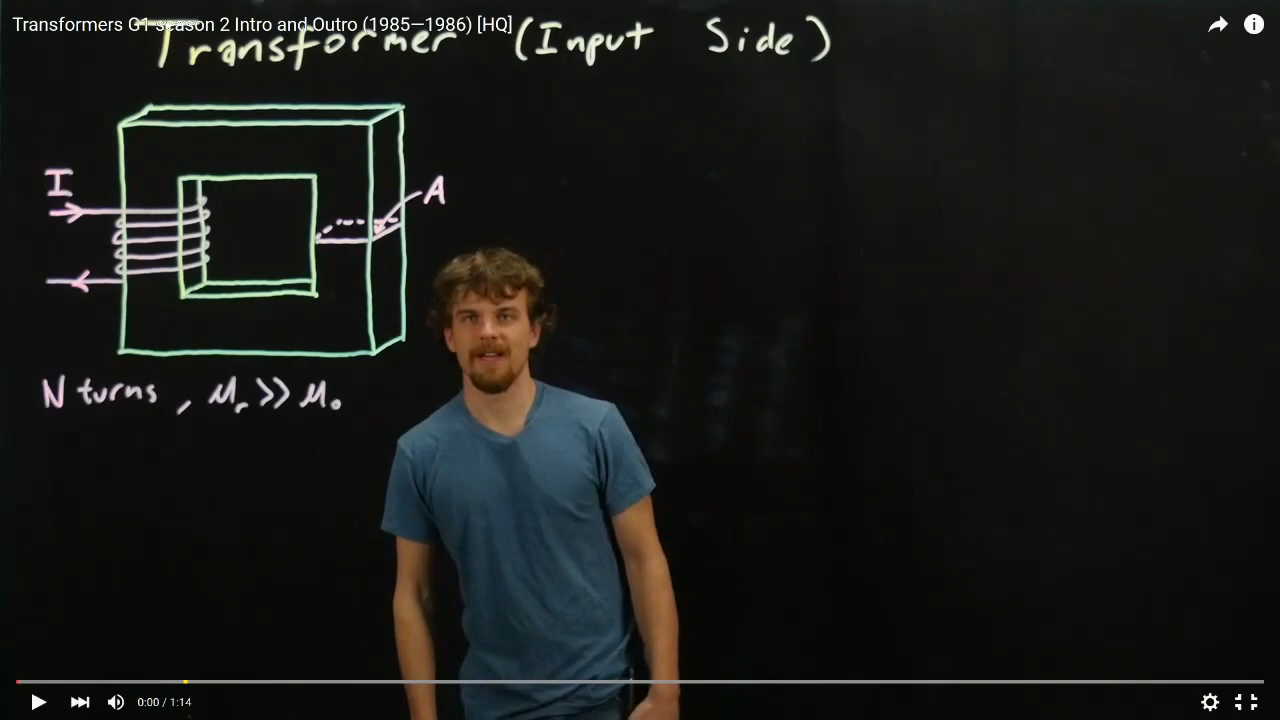 Transformers G1 season 2 Intro and Outro (1985—1986) [HQ]
Transformer (Input Side)
I
A
N turns, μr >> μ0
0:00 / 1:14